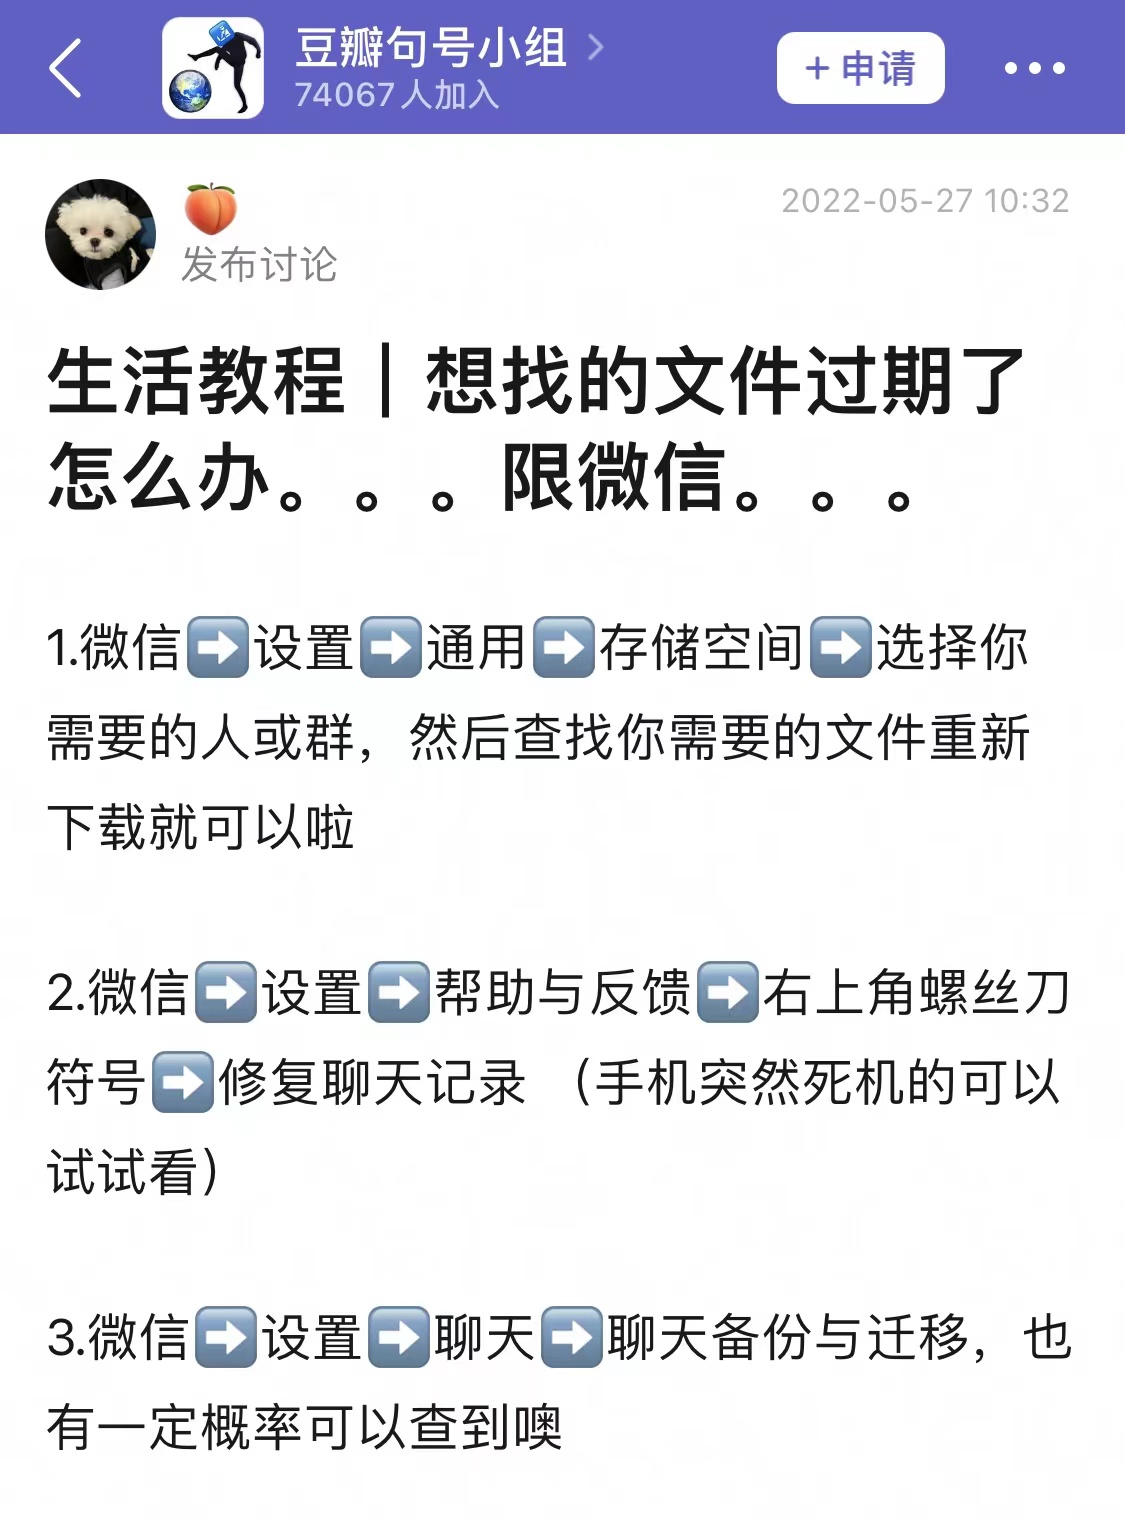 豆瓣句号小组
74067人加入
+申请
🍑
2022-05-27 10:32
发布讨论
生活教程｜想找的文件过期了
怎么办。。。限微信。。。
1.微信➡️设置➡️通用➡️存储空间➡️选择你
需要的人或群，然后查找你需要的文件重新
下载就可以啦
2.微信➡️设置➡️帮助与反馈➡️右上角螺丝刀
符号➡️修复聊天记录 （手机突然死机的可以
试试看）
3.微信➡️设置➡️聊天➡️聊天备份与迁移，也
有一定概率可以查到噢